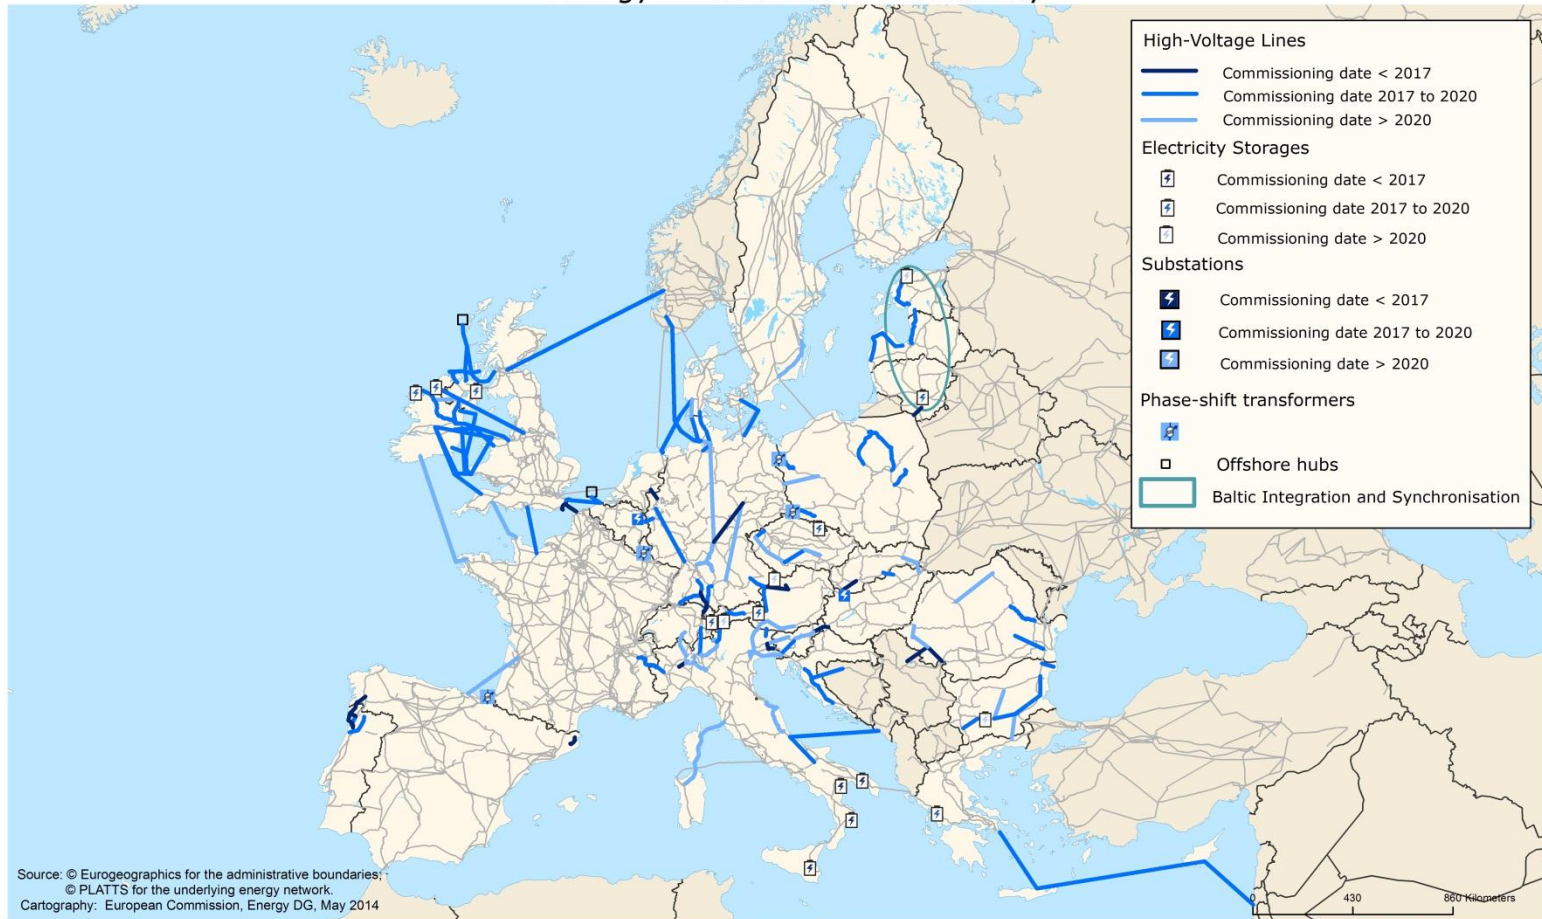 High-Voltage Lines
Commissioning date < 2017
Commissioning date 2017 to 2020
Commissioning date > 2020
Electricity Storages
Commissioning date < 2017
Commissioning date 2017 to 2020
Commissioning date > 2020
Substations
Commissioning date < 2017
Commissioning date 2017 to 2020
Commissioning date > 2020
Phase-shift transformers
Offshore hubs
Baltic Integration and Synchronisation
Source: © Eurogeographics for the administrative boundaries;
© PLATTS for the underlying energy network.
Cartography: European Commission, Energy DG, May 2014
0 430 860 Kilometers